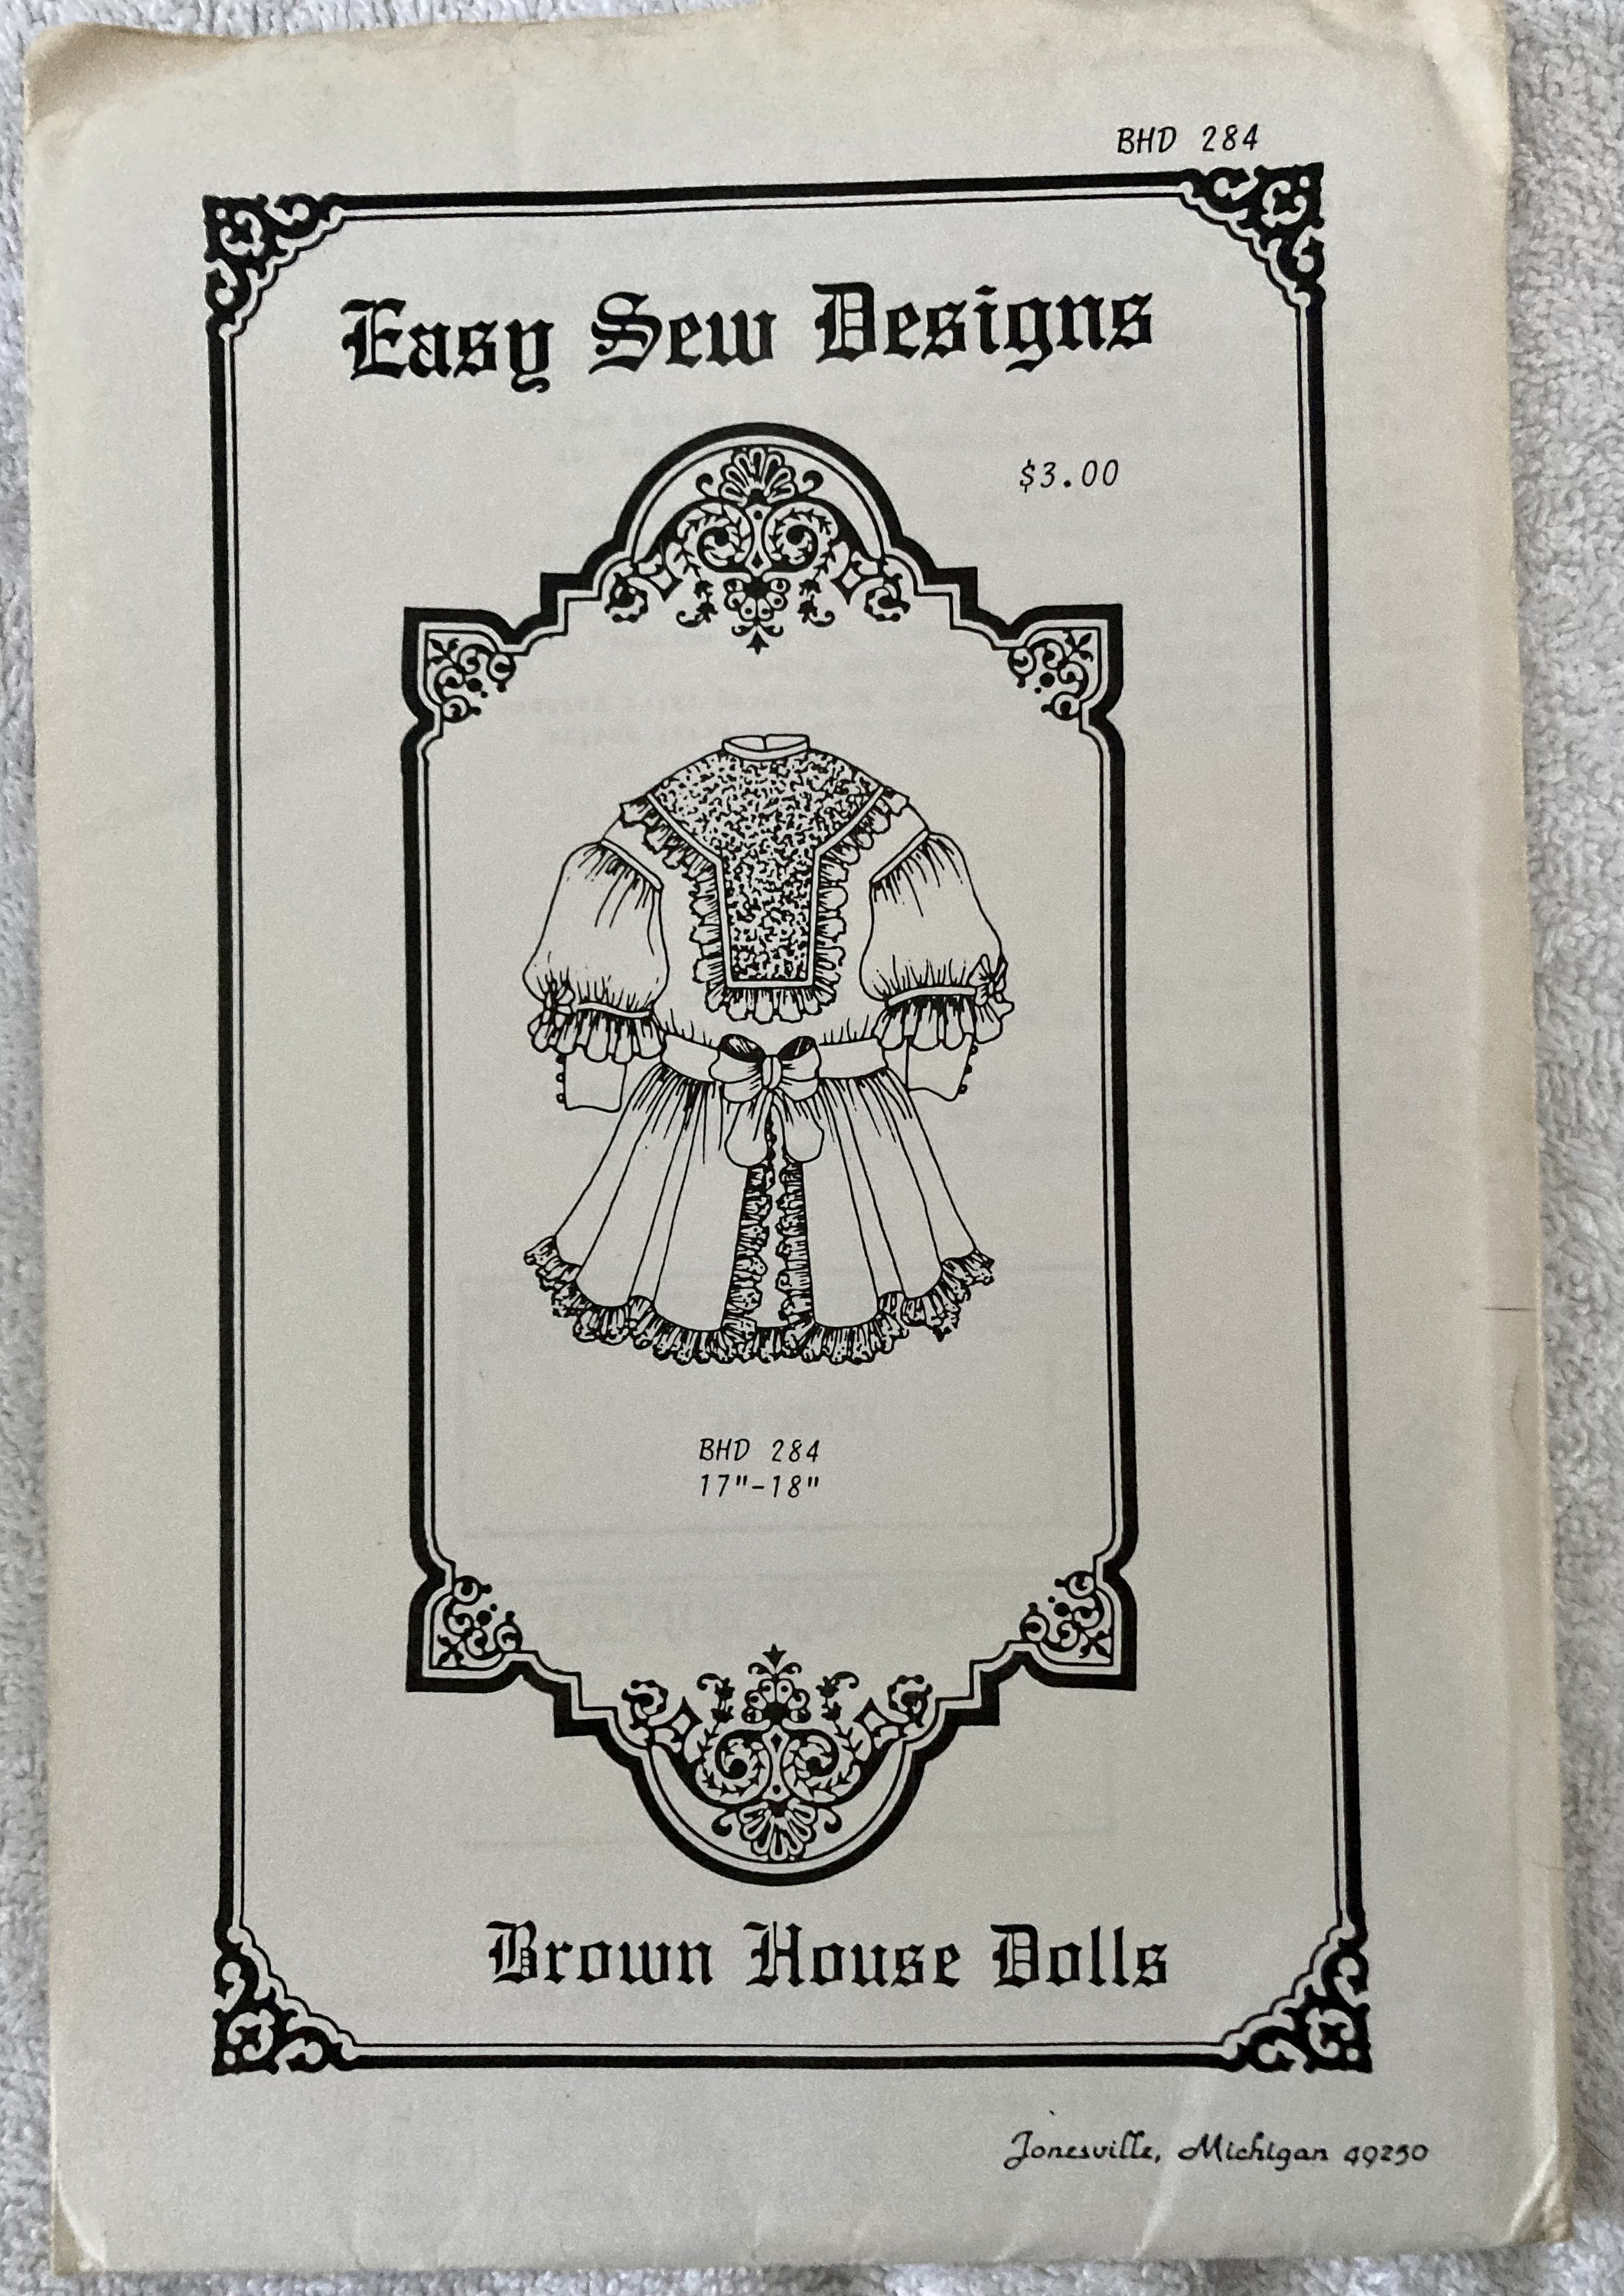 BHD 284
Easy Sew Designs
$3.00
BHD 284
17"-18"
Brown House Dolls
Jonesville, Michigan 49250